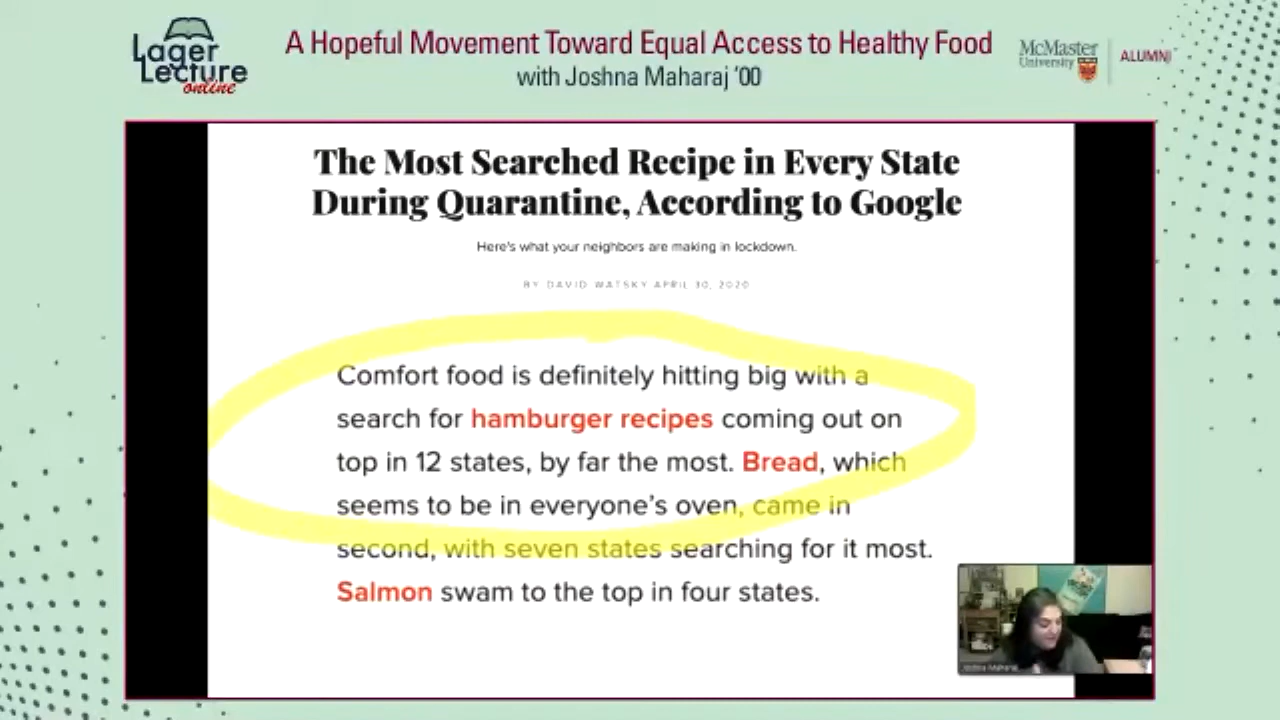 Lager
Lecture
online
A Hopeful Movement Toward Equal Access to Healthy Food
with Joshna Maharaj '00
McMaster
University
ALUMNI
The Most Searched Recipe in Every State
During Quarantine, According to Google
Here's what your neighbors are making in lockdown.
BY DAVID WATSKY APRIL 30, 2020
Comfort food is definitely hitting big with a
search for hamburger recipes coming out on
top in 12 states, by far the most. Bread, which
seems to be in everyone's oven, came in
second, with seven states searching for it most.
Salmon swam to the top in four states.
Joshna Maharaj